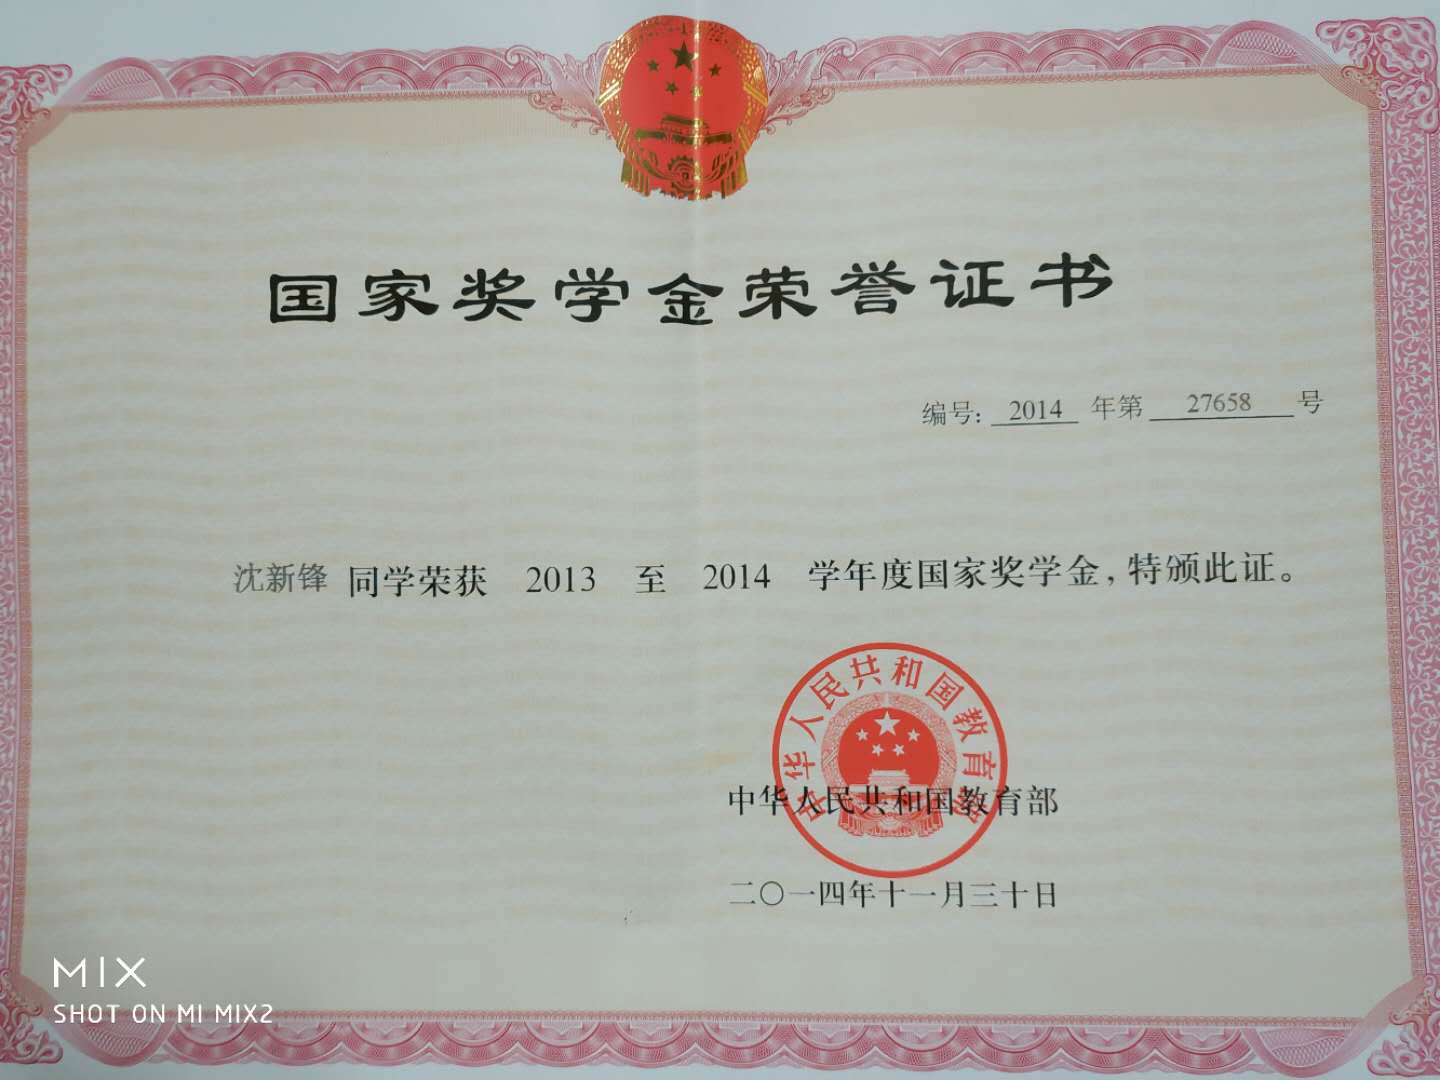 国家奖学金荣誉证书
编号: 2014 年第 27658 号
沈新锋 同学荣获 2013 至 2014 学年度国家奖学金,特颁此证。
中华人民共和国教育部
中华人民共和国教育部
二〇一四年十一月三十日
MIX
SHOT ON MI MIX2